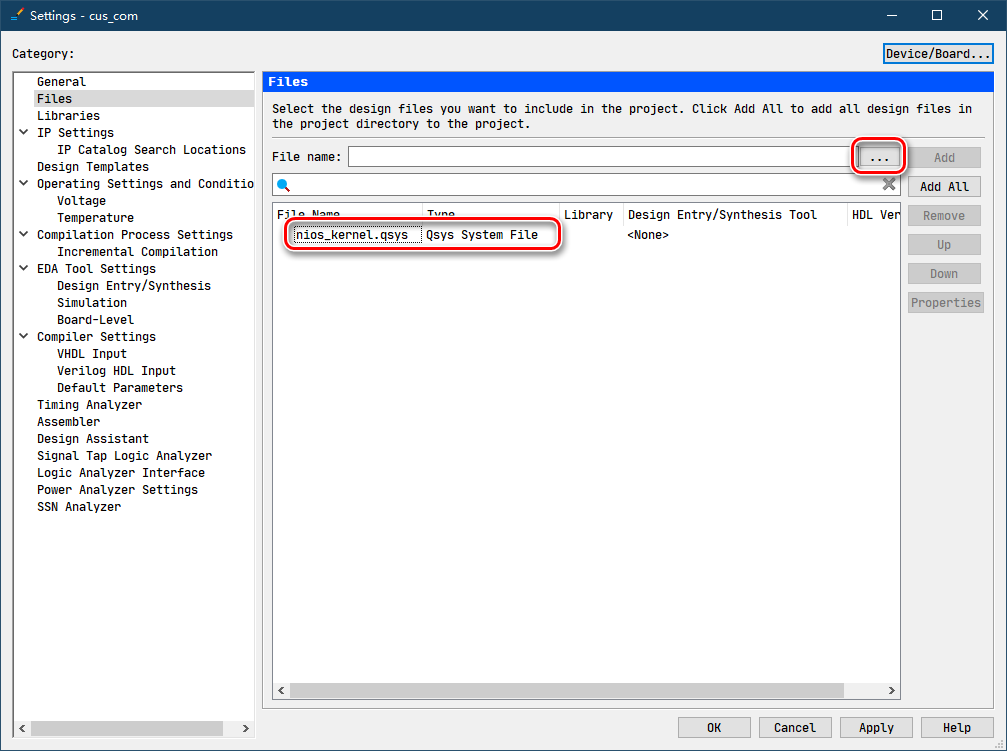 Settings - cus_com
Category:
Device/Board...
General
Files
Libraries
IP Settings
IP Catalog Search Locations
Design Templates
Operating Settings and Conditio
Voltage
Temperature
Compilation Process Settings
Incremental Compilation
EDA Tool Settings
Design Entry/Synthesis
Simulation
Board-Level
Compiler Settings
VHDL Input
Verilog HDL Input
Default Parameters
Timing Analyzer
Assembler
Design Assistant
Signal Tap Logic Analyzer
Logic Analyzer Interface
Power Analyzer Settings
SSN Analyzer
Files
Select the design files you want to include in the project. Click Add All to add all design files in
the project directory to the project.
File name:
...
Add
Add All
Remove
Up
Down
Properties
File Name Type Library Design Entry/Synthesis Tool HDL Ver
nios_kernel.qsys Qsys System File <None>
OK
Cancel
Apply
Help